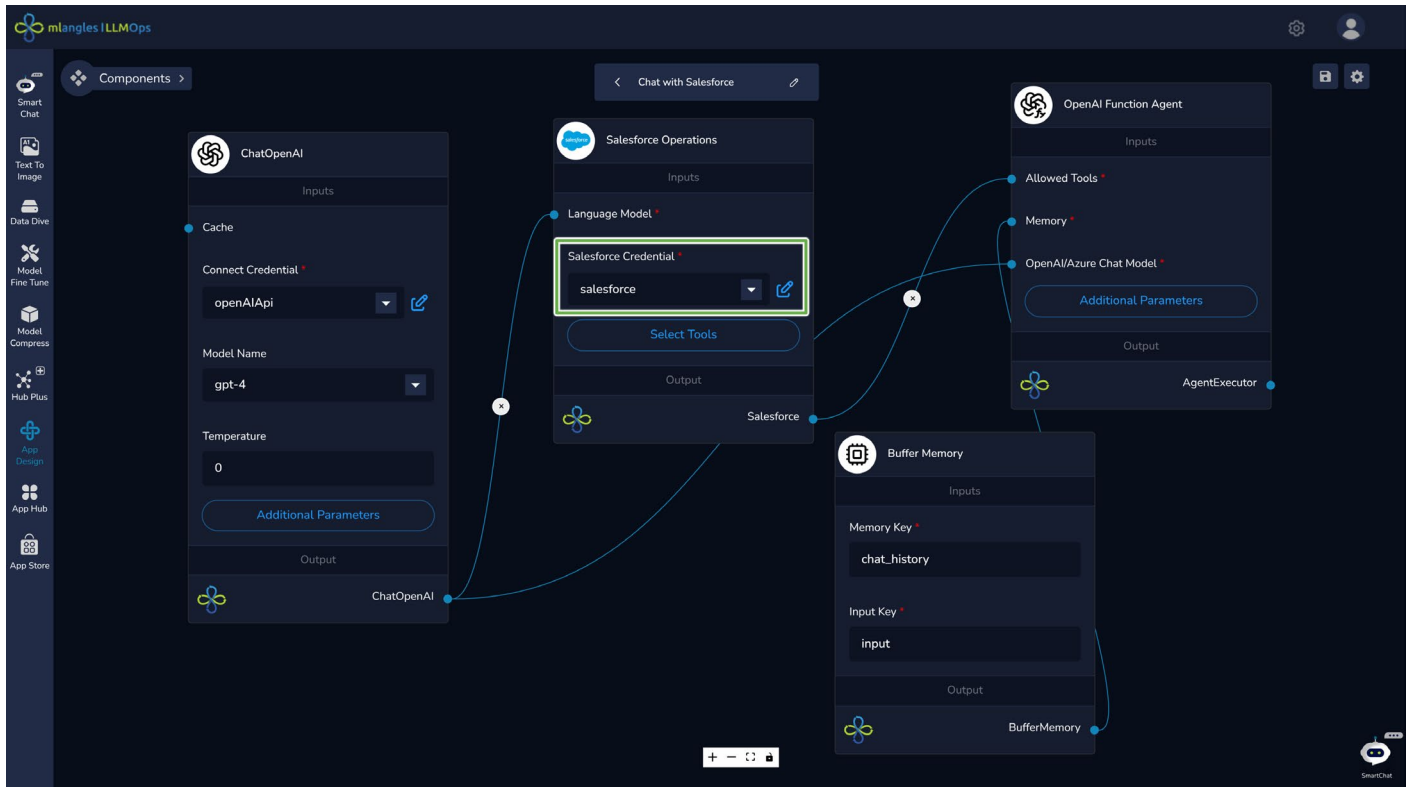 mlangles LLMOps
Components >
Chat with Salesforce
Smart
Chat
Text To
Image
Data Dive
Model
Fine Tune
Model
Compress
Hub Plus
App
Design
App Hub
App Store
ChatOpenAI
Inputs
Cache
Connect Credential *
openAIApi
Model Name
gpt-4
Temperature
0
Additional Parameters
Output
ChatOpenAI
salesforce
Salesforce Operations
Inputs
Language Model *
Salesforce Credential *
salesforce
Select Tools
Output
Salesforce
OpenAI Function Agent
Inputs
Allowed Tools *
Memory *
OpenAI/Azure Chat Model *
Additional Parameters
Output
AgentExecutor
Buffer Memory
Inputs
Memory Key *
chat_history
Input Key *
input
Output
BufferMemory
SmartChat